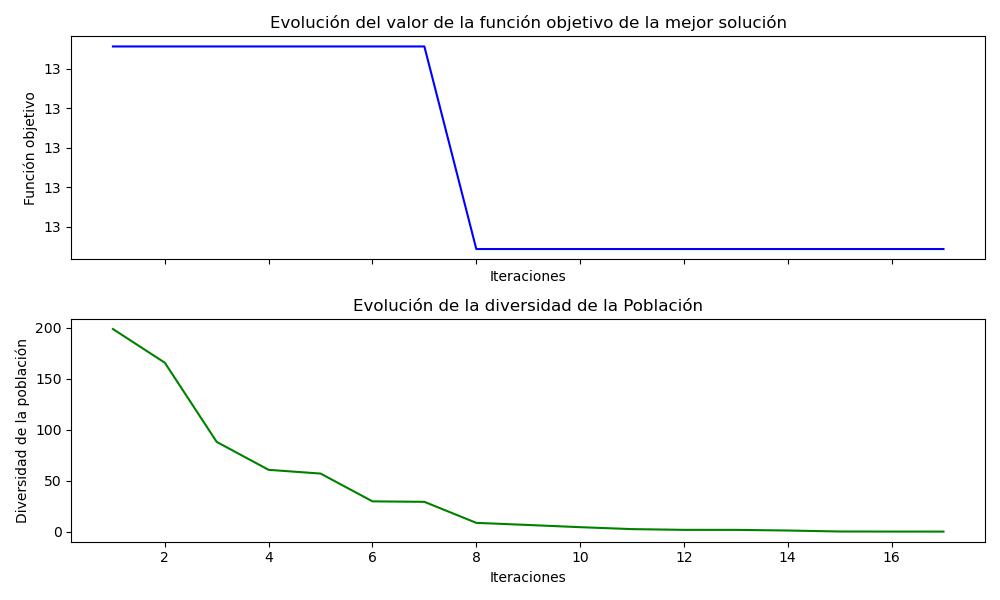 Evolución del valor de la función objetivo de la mejor solución
Función objetivo
13
13
13
13
13
Iteraciones
Evolución de la diversidad de la Población
Diversidad de la población
200
150
100
50
0
2 4 6 8 10 12 14 16
Iteraciones